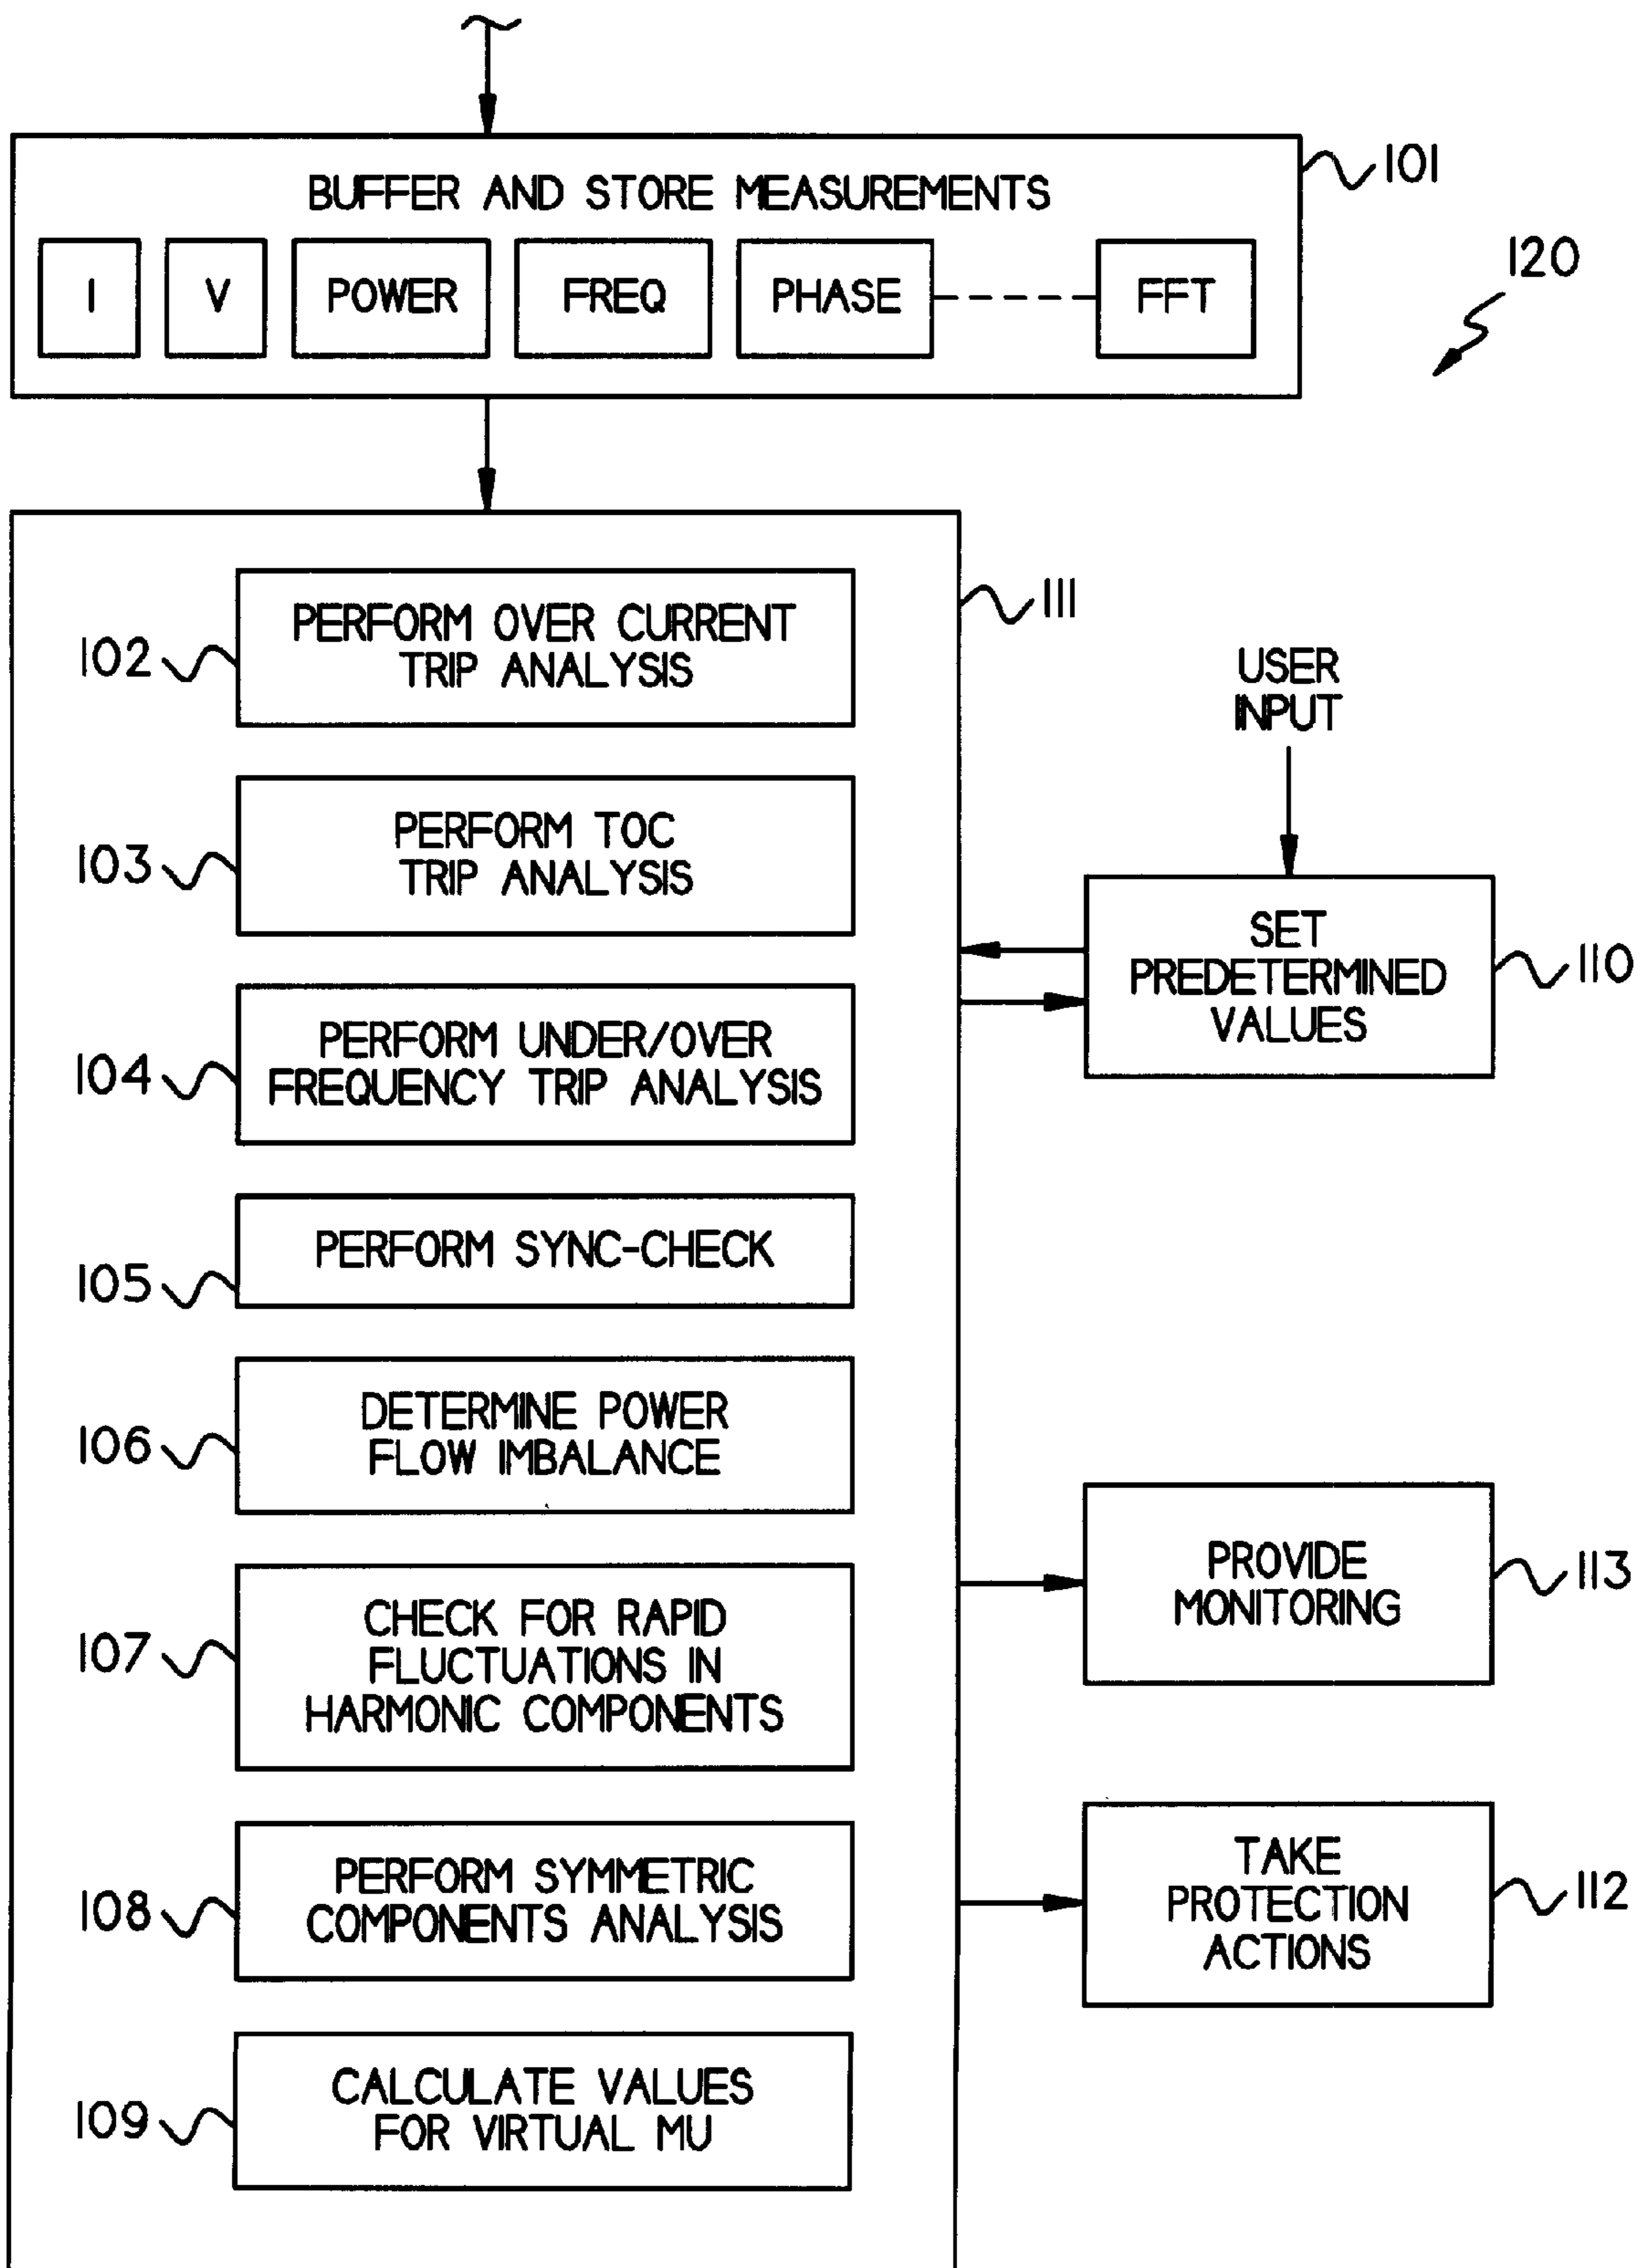 BUFFER AND STORE MEASUREMENTS
101
I V POWER FREQ PHASE FFT
120
111
102
PERFORM OVER CURRENT
TRIP ANALYSIS
USER
INPUT
103
PERFORM TOC
TRIP ANALYSIS
SET
PREDETERMINED
VALUES
110
104
PERFORM UNDER/OVER
FREQUENCY TRIP ANALYSIS
105
PERFORM SYNC-CHECK
106
DETERMINE POWER
FLOW IMBALANCE
PROVIDE
MONITORING
113
107
CHECK FOR RAPID
FLUCTUATIONS IN
HARMONIC COMPONENTS
108
PERFORM SYMMETRIC
COMPONENTS ANALYSIS
TAKE
PROTECTION
ACTIONS
112
109
CALCULATE VALUES
FOR VIRTUAL MU